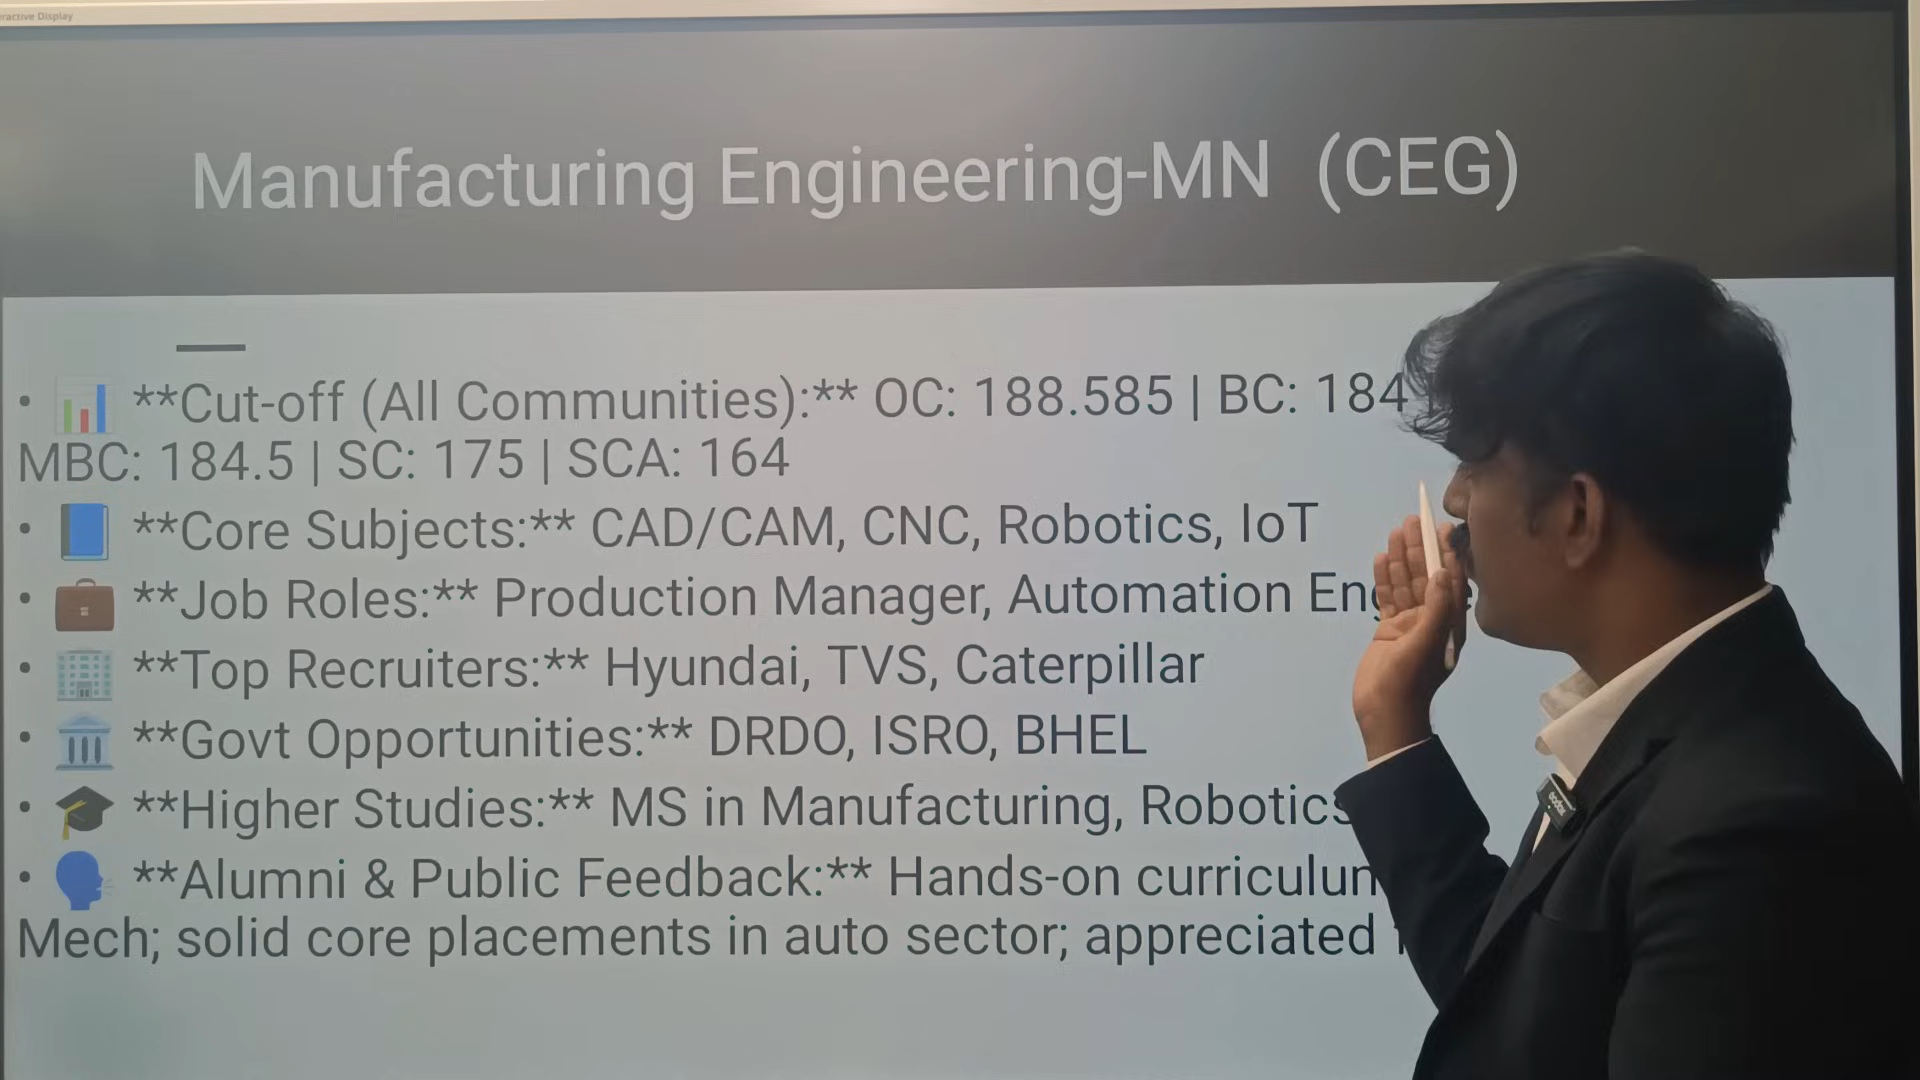 Display
Manufacturing Engineering-MN (CEG)
• **Cut-off (All Communities):** OC: 188.585 | BC: 184
MBC: 184.5 | SC: 175 | SCA: 164
• **Core Subjects:** CAD/CAM, CNC, Robotics, IoT
• **Job Roles:** Production Manager, Automation
• **Top Recruiters:** Hyundai, TVS, Caterpillar
• **Govt Opportunities:** DRDO, ISRO, BHEL
• **Higher Studies:** MS in Manufacturing, Robotics
• **Alumni & Public Feedback:** Hands-on
Mech; solid core placements in auto sector; appreciated
Godox